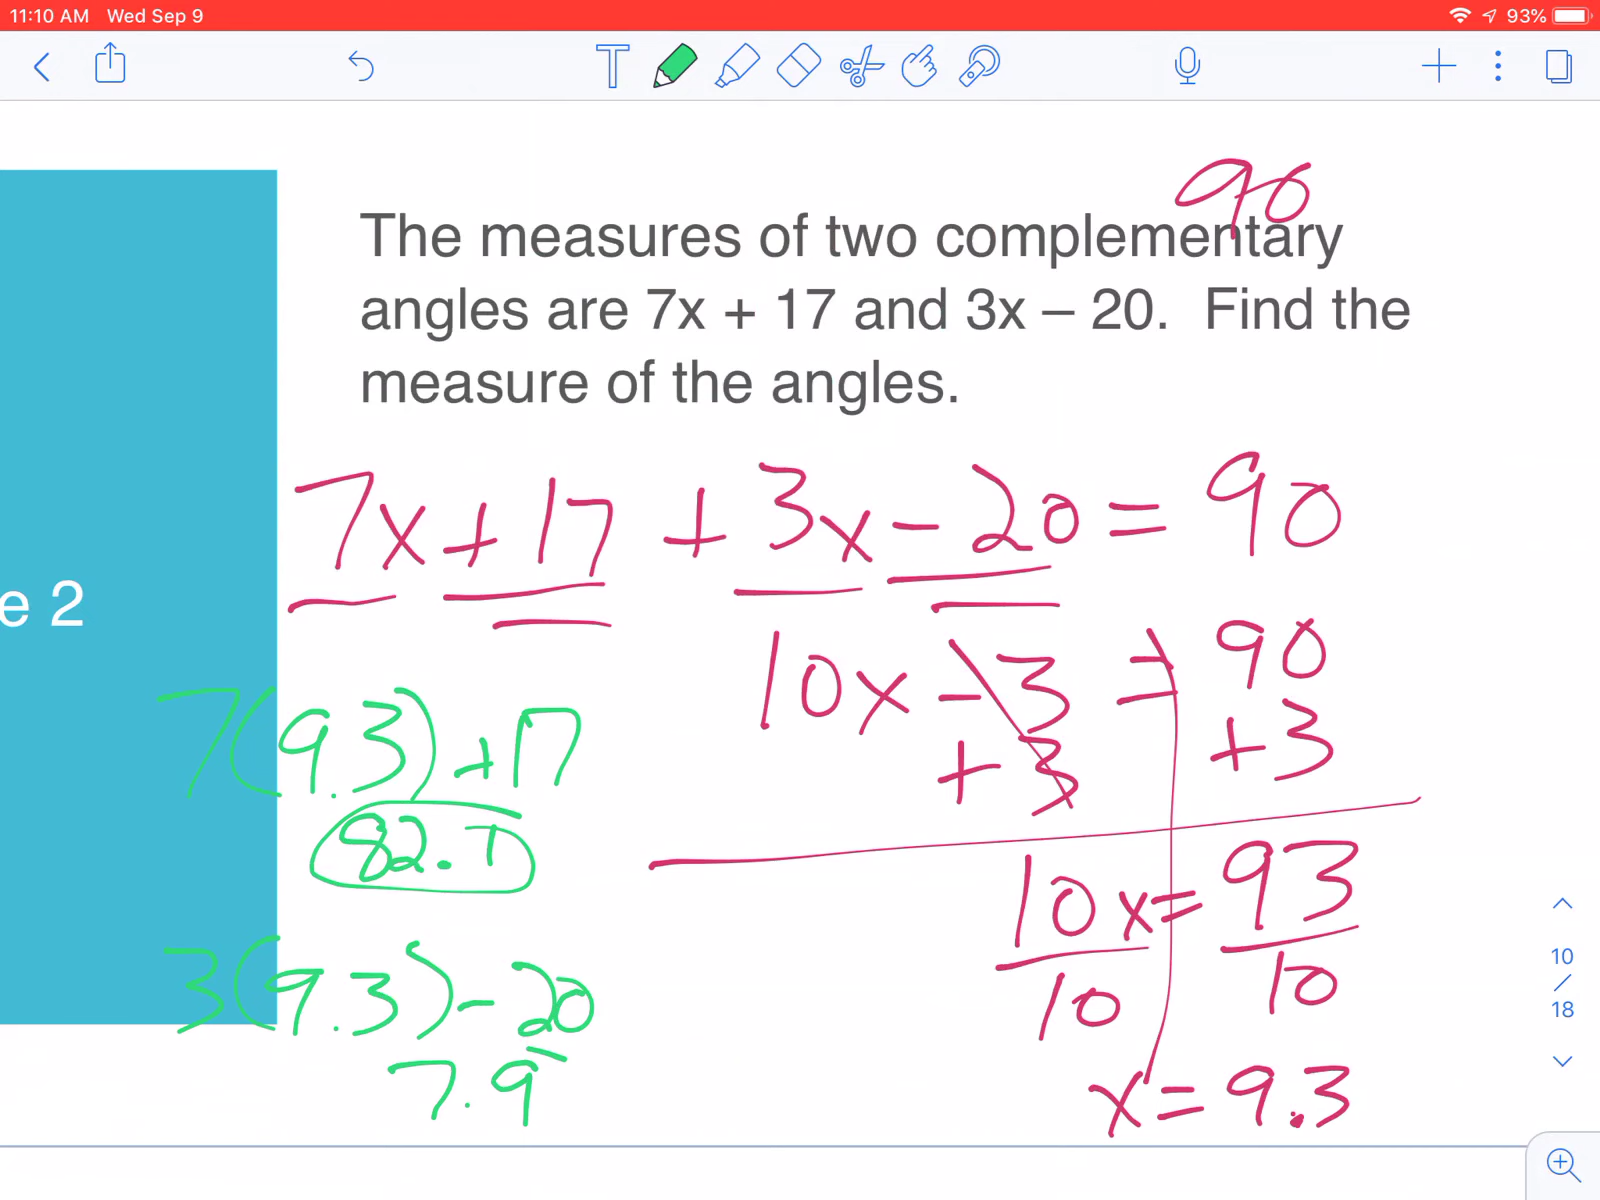 11:10 AM Wed Sep 9
93%
90
The measures of two complementary
angles are 7x + 17 and 3x – 20. Find the
measure of the angles.
7x + 17 + 3x - 20 = 90
e 2
10x - 3 = 90
+ 3 + 3
10x = 93
10 10
x = 9.3
7(9.3) + 17
82.1
3(9.3) - 20
7.9
10
/
18